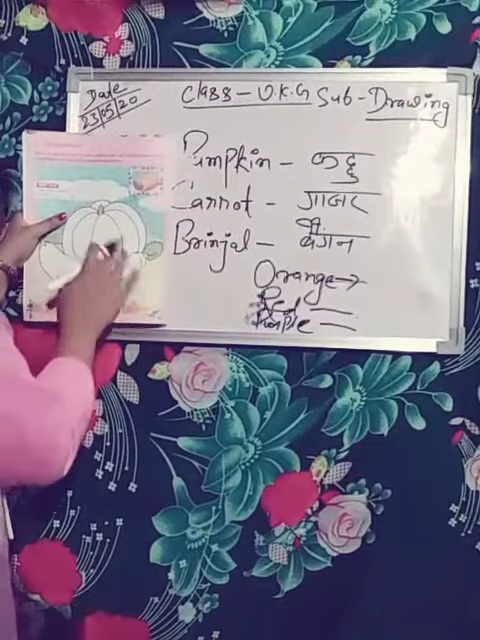 Date
23/05/20
Class - U.K.G Sub - Drawing
Pumpkin - कद्दू
Carrot - गाजर
Brinjal - बैंगन
Orange →
Red -
Purple -